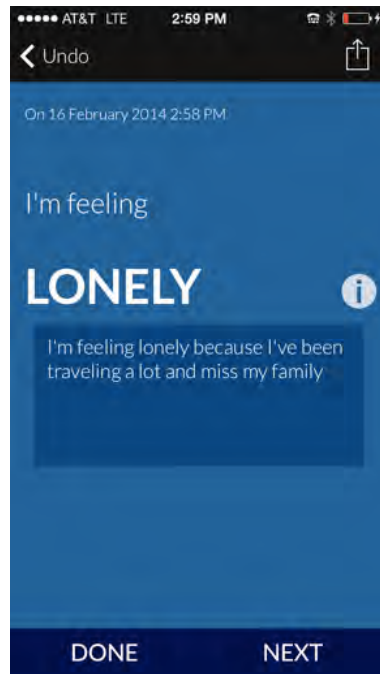 AT&T LTE 2:59 PM
Undo
On 16 February 2014 2:58 PM
I'm feeling
LONELY
i
I'm feeling lonely because I've been
traveling a lot and miss my family
DONE NEXT